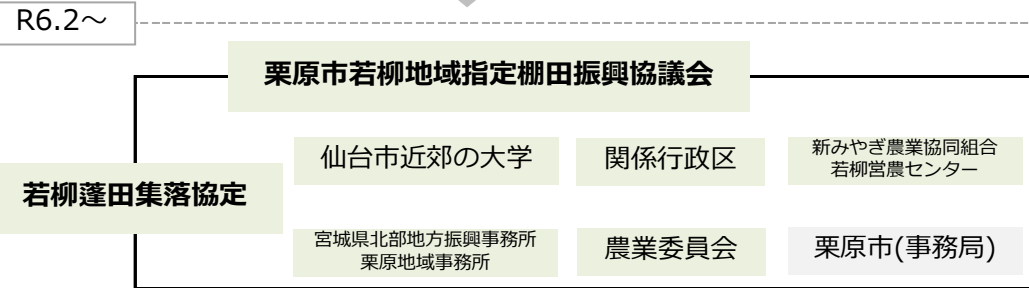 R6.2～
栗原市若柳地域指定棚田振興協議会
仙台市近郊の大学
関係行政区
新みやぎ農業協同組合
若柳営農センター
若柳蓬田集落協定
宮城県北部地方振興事務所
栗原地域事務所
農業委員会
栗原市(事務局)